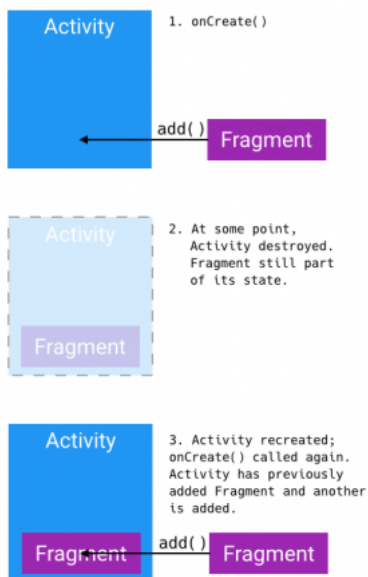 Activity
1. onCreate()
add()
Fragment
Activity
2. At some point,
Activity destroyed.
Fragment still part
of its state.
Fragment
Activity
3. Activity recreated;
onCreate() called again.
Activity has previously
added Fragment and another
is added.
Fragment
add()
Fragment